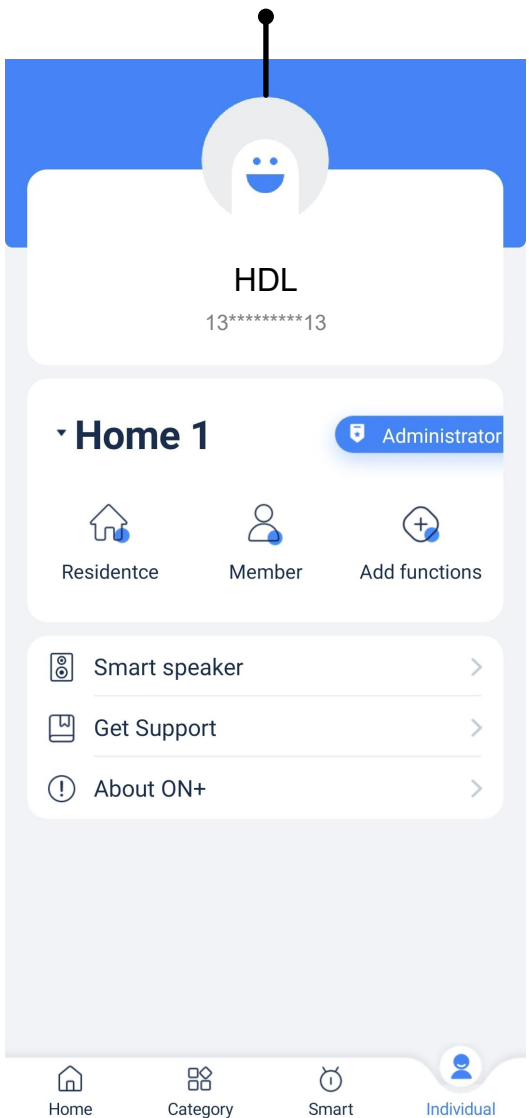 HDL
13*********13
Home 1
Administrator
Residentce
Member
Add functions
Smart speaker
Get Support
About ON+
Home
Category
Smart
Individual